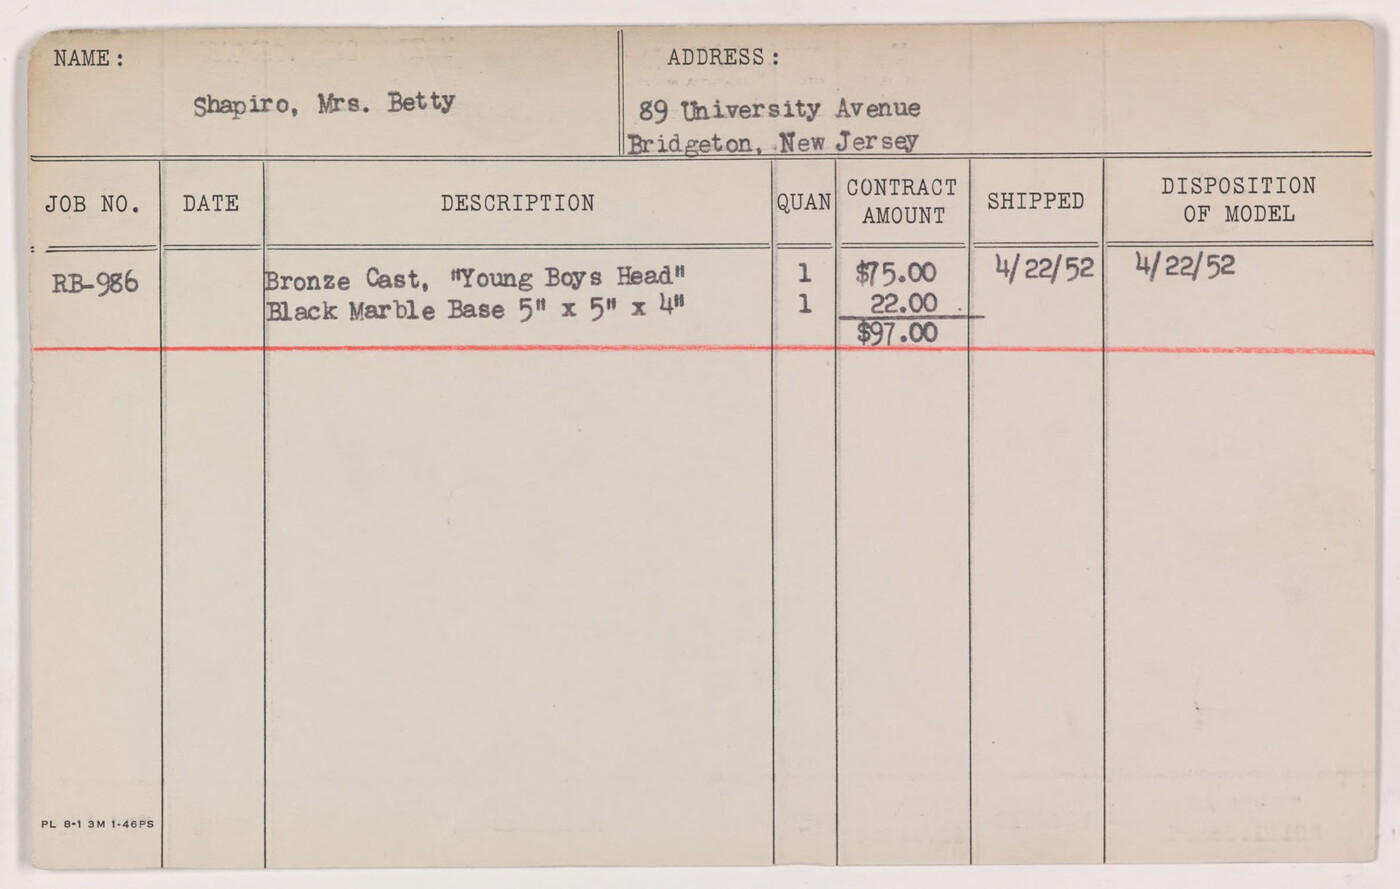 NAME:
Shapiro, Mrs. Betty
ADDRESS:
89 University Avenue
Bridgeton, New Jersey
JOB NO. DATE DESCRIPTION QUAN CONTRACT AMOUNT SHIPPED DISPOSITION OF MODEL
RB-986 Bronze Cast, "Young Boys Head" 1 $75.00 4/22/52 4/22/52
Black Marble Base 5" x 5" x 4" 1 22.00
$97.00
PL 8-1 3M 1-46PS